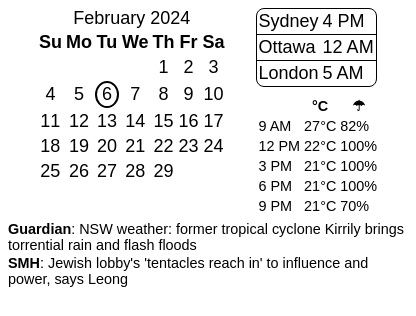 February 2024
Su Mo Tu We Th Fr Sa
1 2 3
4 5 6 7 8 9 10
11 12 13 14 15 16 17
18 19 20 21 22 23 24
25 26 27 28 29
Sydney 4 PM
Ottawa 12 AM
London 5 AM
°C ☂
9 AM 27°C 82%
12 PM 22°C 100%
3 PM 21°C 100%
6 PM 21°C 100%
9 PM 21°C 70%
Guardian: NSW weather: former tropical cyclone Kirrily brings
torrential rain and flash floods
SMH: Jewish lobby's 'tentacles reach in' to influence and
power, says Leong